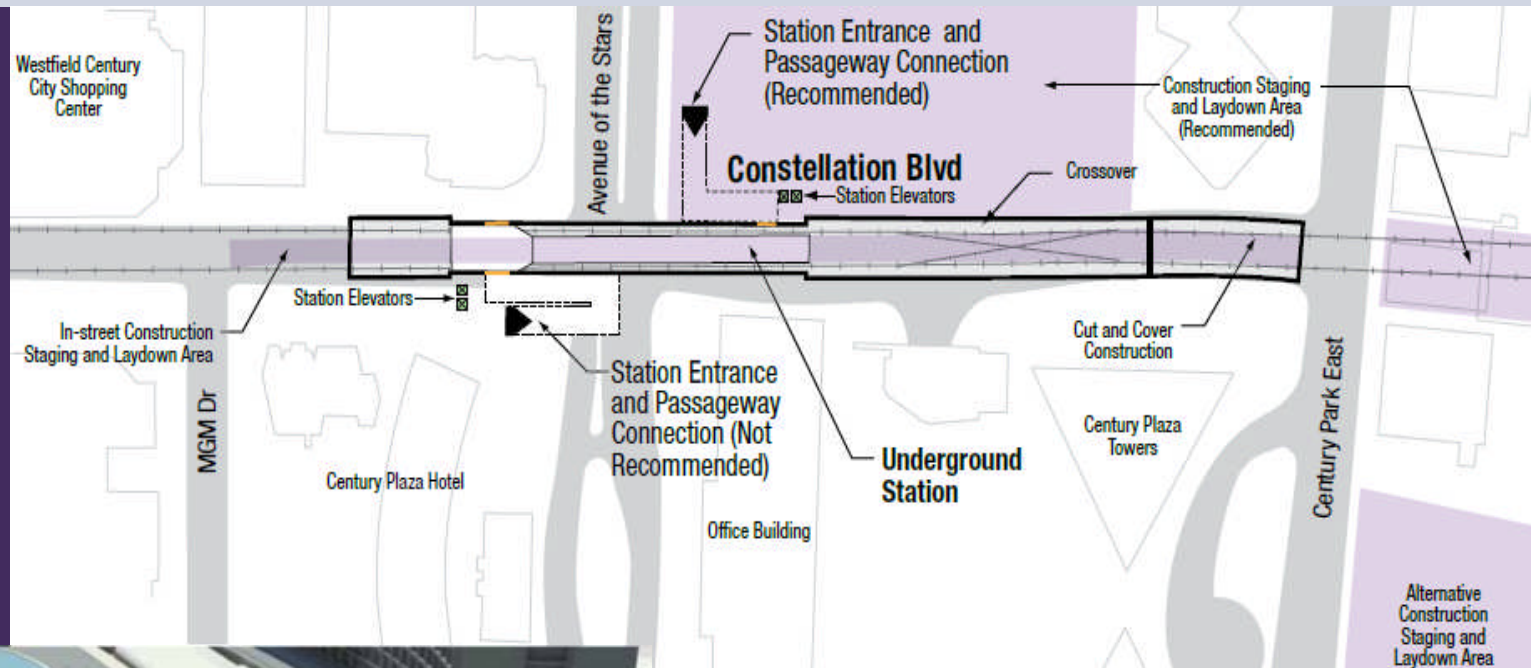 Westfield Century
City Shopping
Center
Avenue of the Stars
Station Entrance and
Passageway Connection
(Recommended)
Construction Staging
and Laydown Area
(Recommended)
Constellation Blvd
Station Elevators
Crossover
Station Elevators
In-street Construction
Staging and Laydown Area
Cut and Cover
Construction
MGM Dr
Station Entrance
and Passageway
Connection (Not
Recommended)
Century Plaza Hotel
Underground
Station
Century Plaza
Towers
Century Park East
Office Building
Alternative
Construction
Staging and
Laydown Area